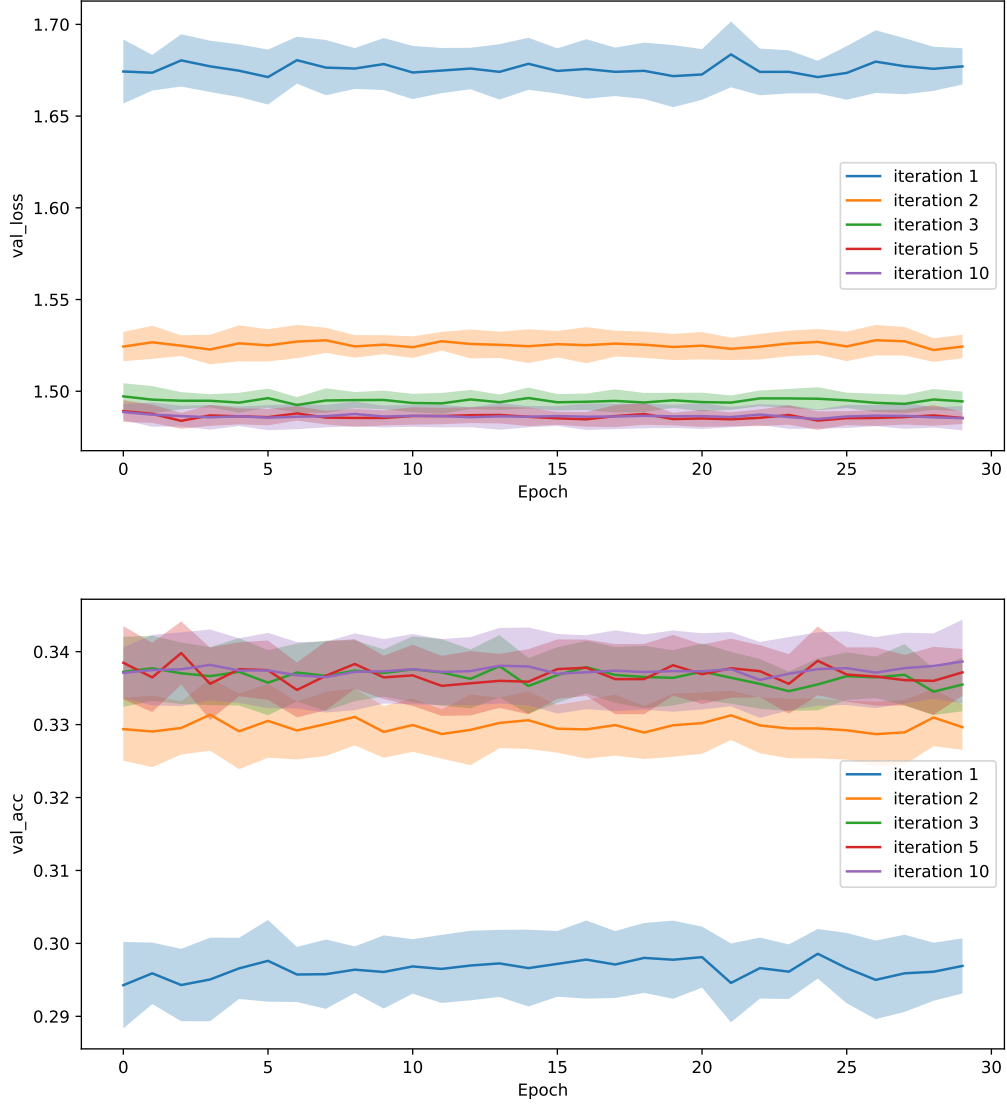 1.70
1.65
1.60
1.55
1.50
val_loss
iteration 1
iteration 2
iteration 3
iteration 5
iteration 10
0 5 10 15 20 25 30
Epoch
0.34
0.33
0.32
0.31
0.30
0.29
val_acc
iteration 1
iteration 2
iteration 3
iteration 5
iteration 10
0 5 10 15 20 25 30
Epoch